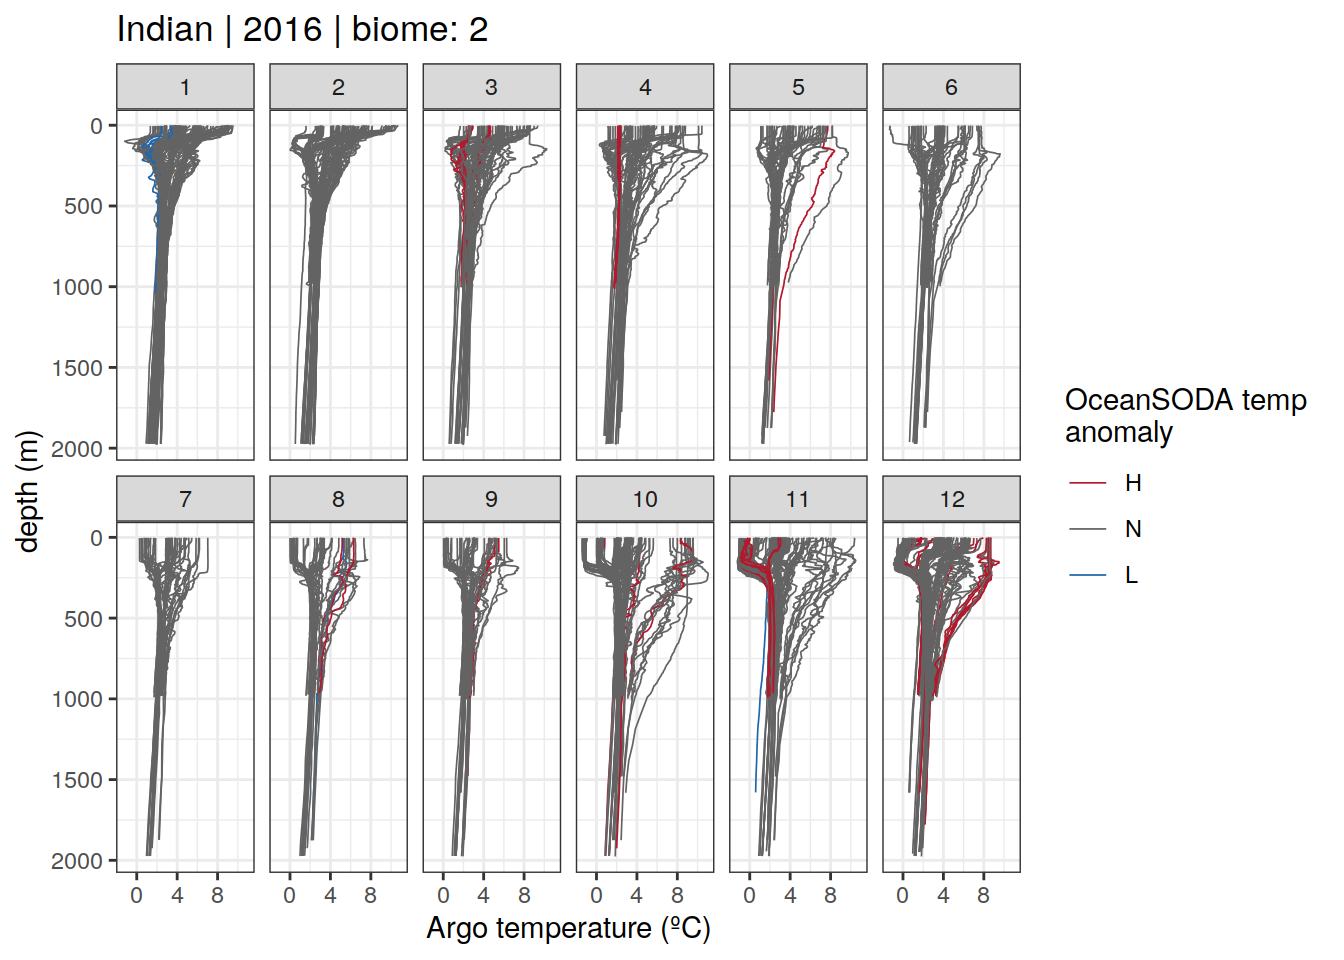 Indian | 2016 | biome: 2
1 2 3 4 5 6
0
500
1000
1500
2000
depth (m)
7 8 9 10 11 12
0
500
1000
1500
2000
0 4 8 0 4 8 0 4 8 0 4 8 0 4 8 0 4 8
Argo temperature (ºC)
OceanSODA temp
anomaly
H
N
L